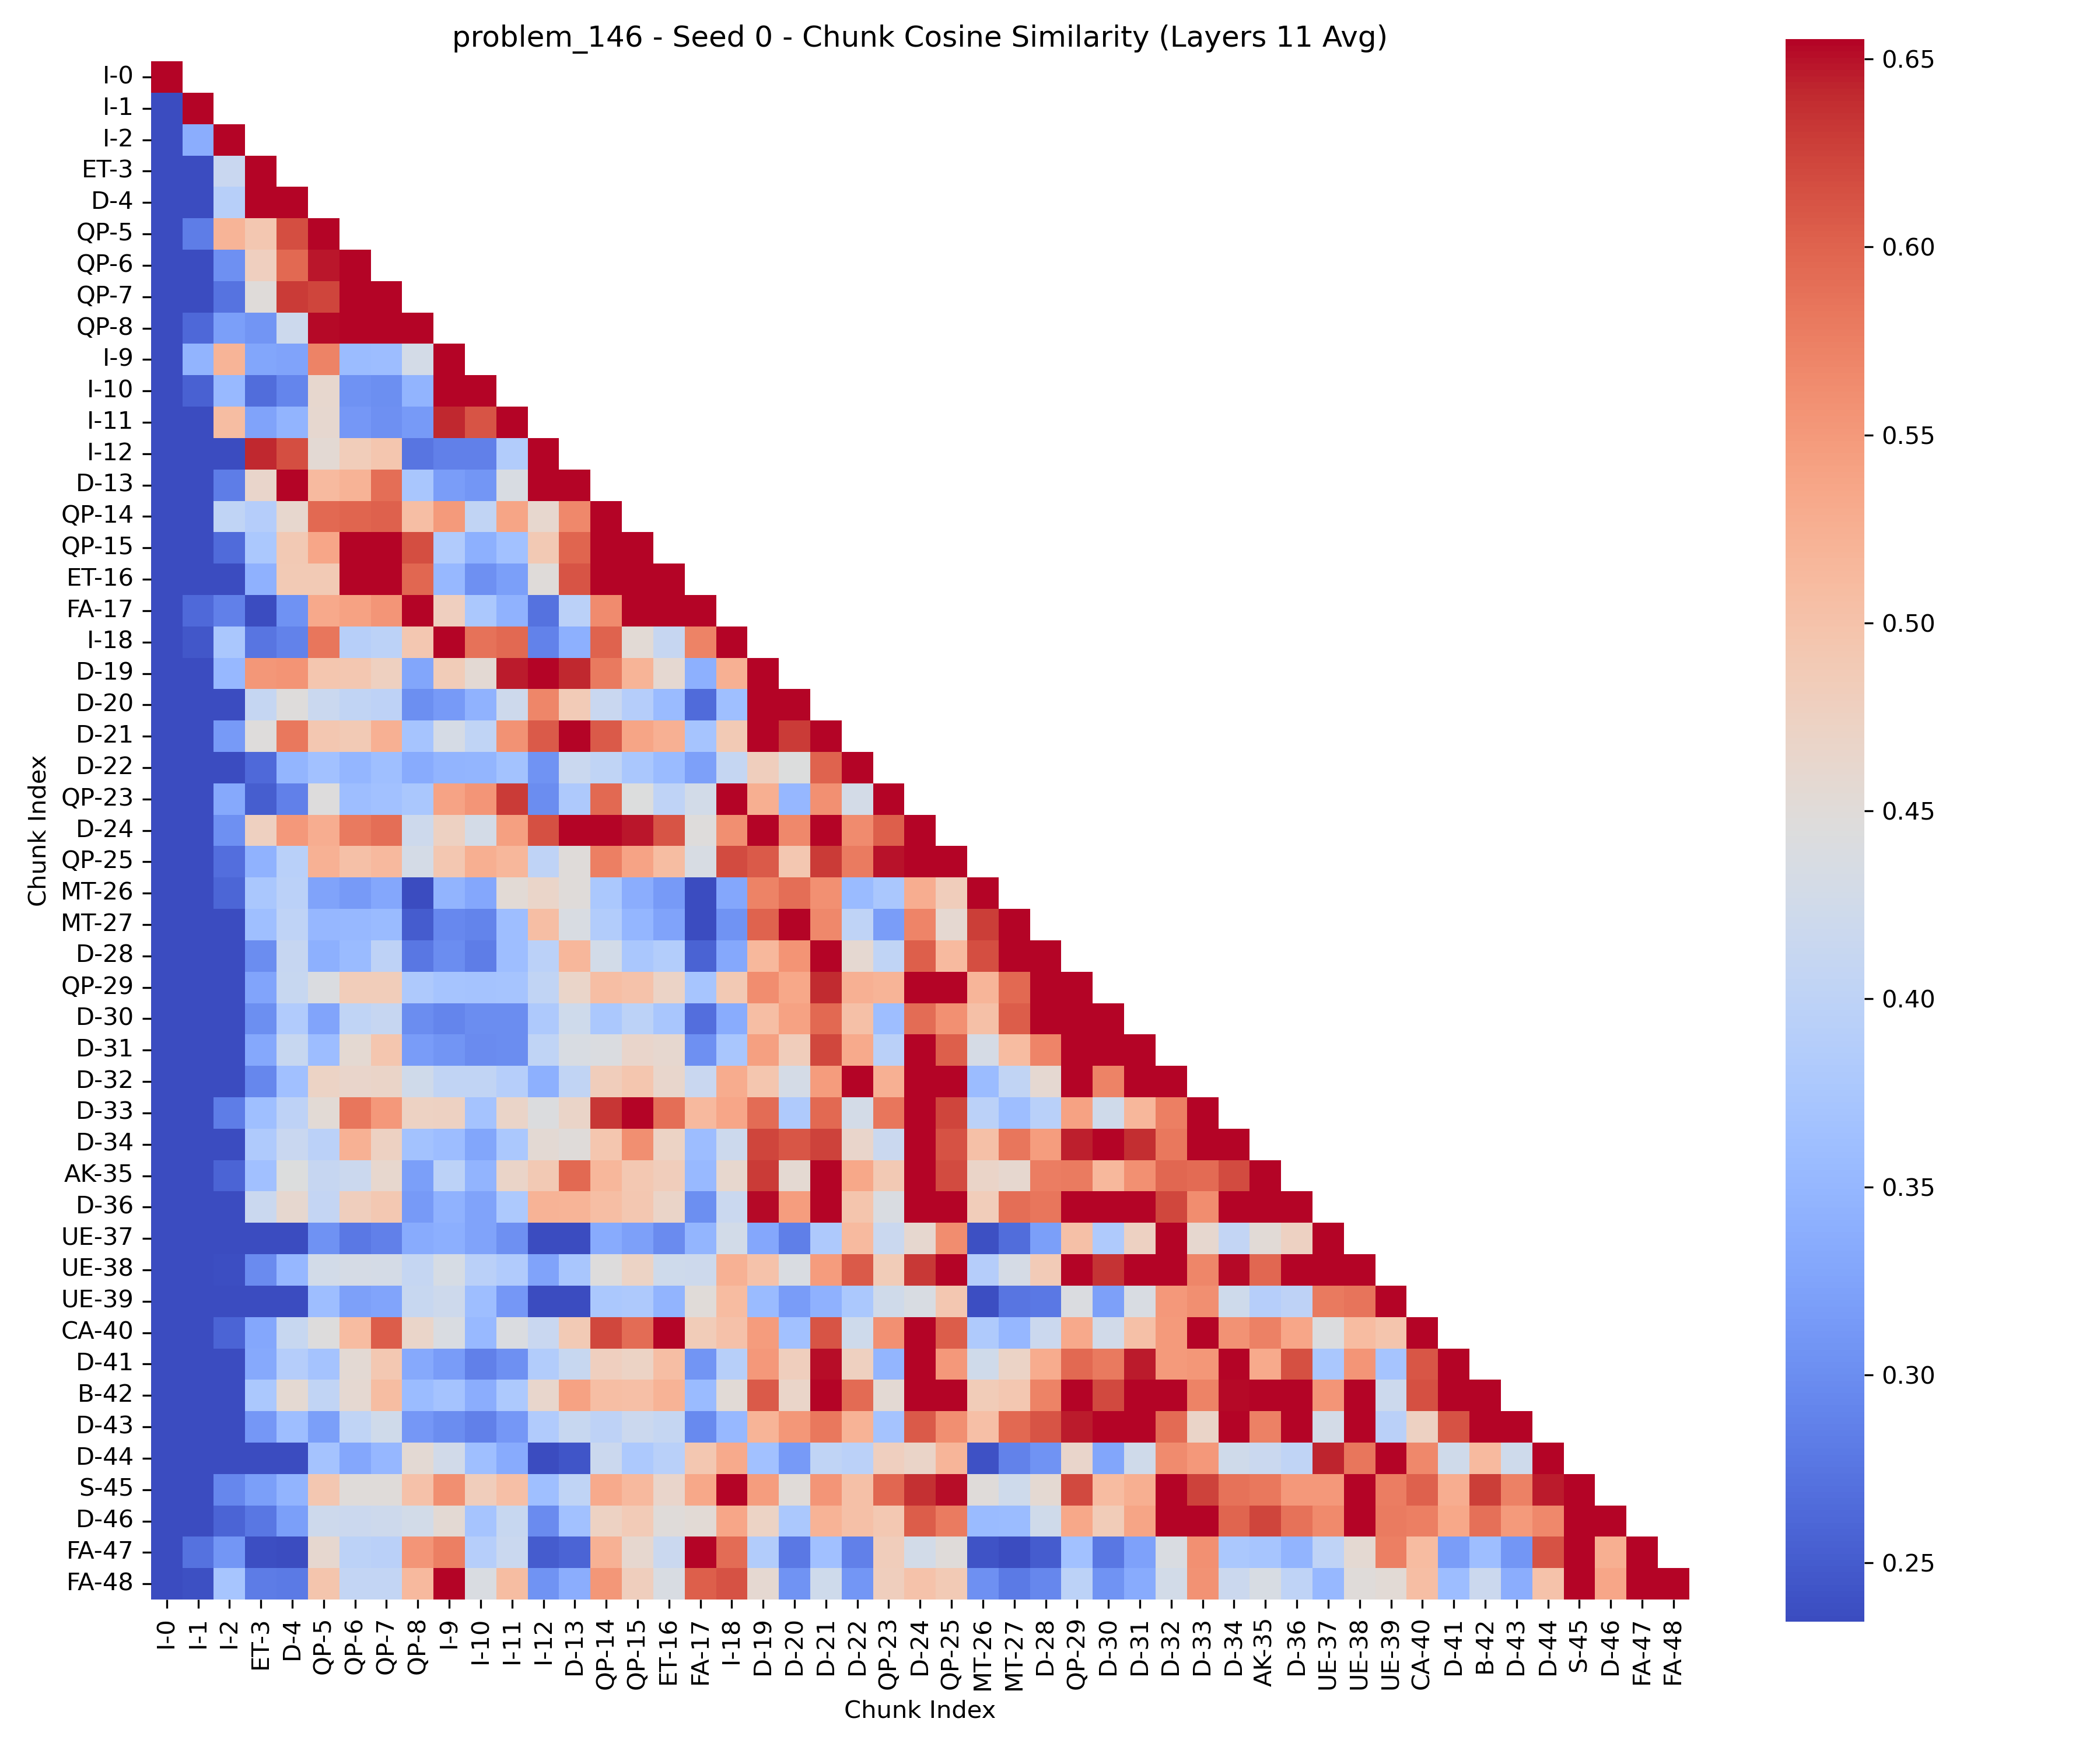 problem_146 - Seed 0 - Chunk Cosine Similarity (Layers 11 Avg)
Chunk Index
I-0
I-1
I-2
ET-3
D-4
QP-5
QP-6
QP-7
QP-8
I-9
I-10
I-11
I-12
D-13
QP-14
QP-15
ET-16
FA-17
I-18
D-19
D-20
D-21
D-22
QP-23
D-24
QP-25
MT-26
MT-27
D-28
QP-29
D-30
D-31
D-32
D-33
D-34
AK-35
D-36
UE-37
UE-38
UE-39
CA-40
D-41
B-42
D-43
D-44
S-45
D-46
FA-47
FA-48
I-0 I-1 I-2 ET-3 D-4 QP-5 QP-6 QP-7 QP-8 I-9 I-10 I-11 I-12 D-13 QP-14 QP-15 ET-16 FA-17 I-18 D-19 D-20 D-21 D-22 QP-23 D-24 QP-25 MT-26 MT-27 D-28 QP-29 D-30 D-31 D-32 D-33 D-34 AK-35 D-36 UE-37 UE-38 UE-39 CA-40 D-41 B-42 D-43 D-44 S-45 D-46 FA-47 FA-48
Chunk Index
0.65
0.60
0.55
0.50
0.45
0.40
0.35
0.30
0.25